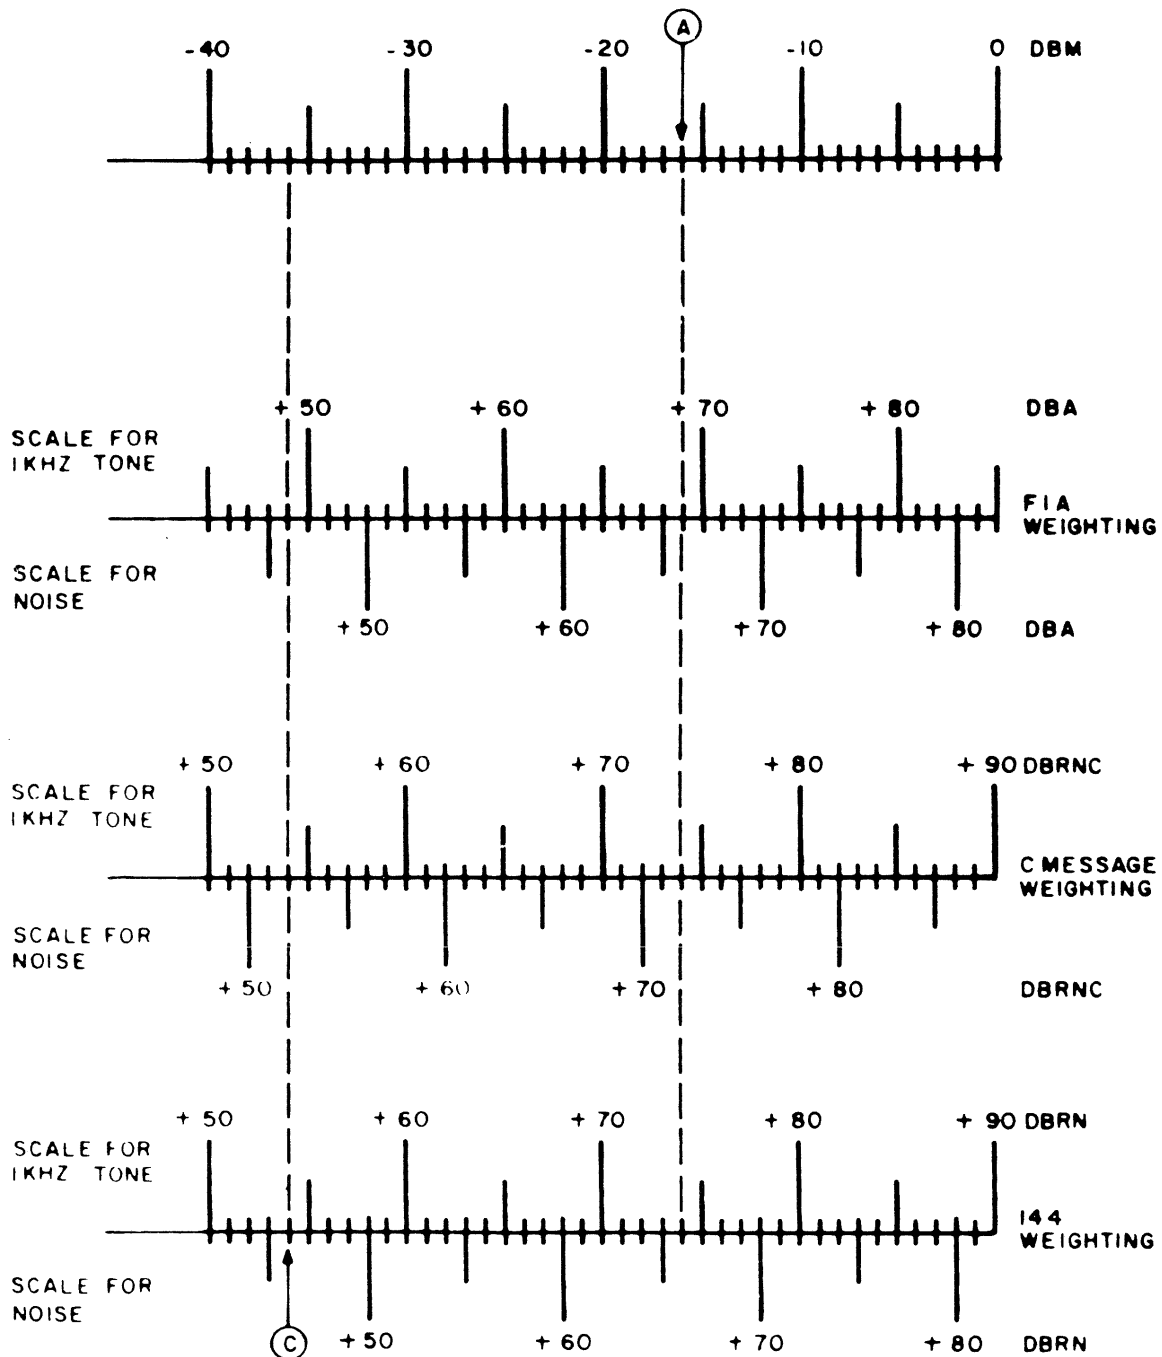 A
-40 -30 -20 -10 0 DBM
+50 +60 +70 +80 DBA
SCALE FOR
1KHZ TONE
F1A
WEIGHTING
SCALE FOR
NOISE
+50 +60 +70 +80 DBA
+50 +60 +70 +80 +90 DBRNC
SCALE FOR
1KHZ TONE
C MESSAGE
WEIGHTING
SCALE FOR
NOISE
+50 +60 +70 +80 DBRNC
+50 +60 +70 +80 +90 DBRN
SCALE FOR
1KHZ TONE
144
WEIGHTING
SCALE FOR
NOISE
C +50 +60 +70 +80 DBRN